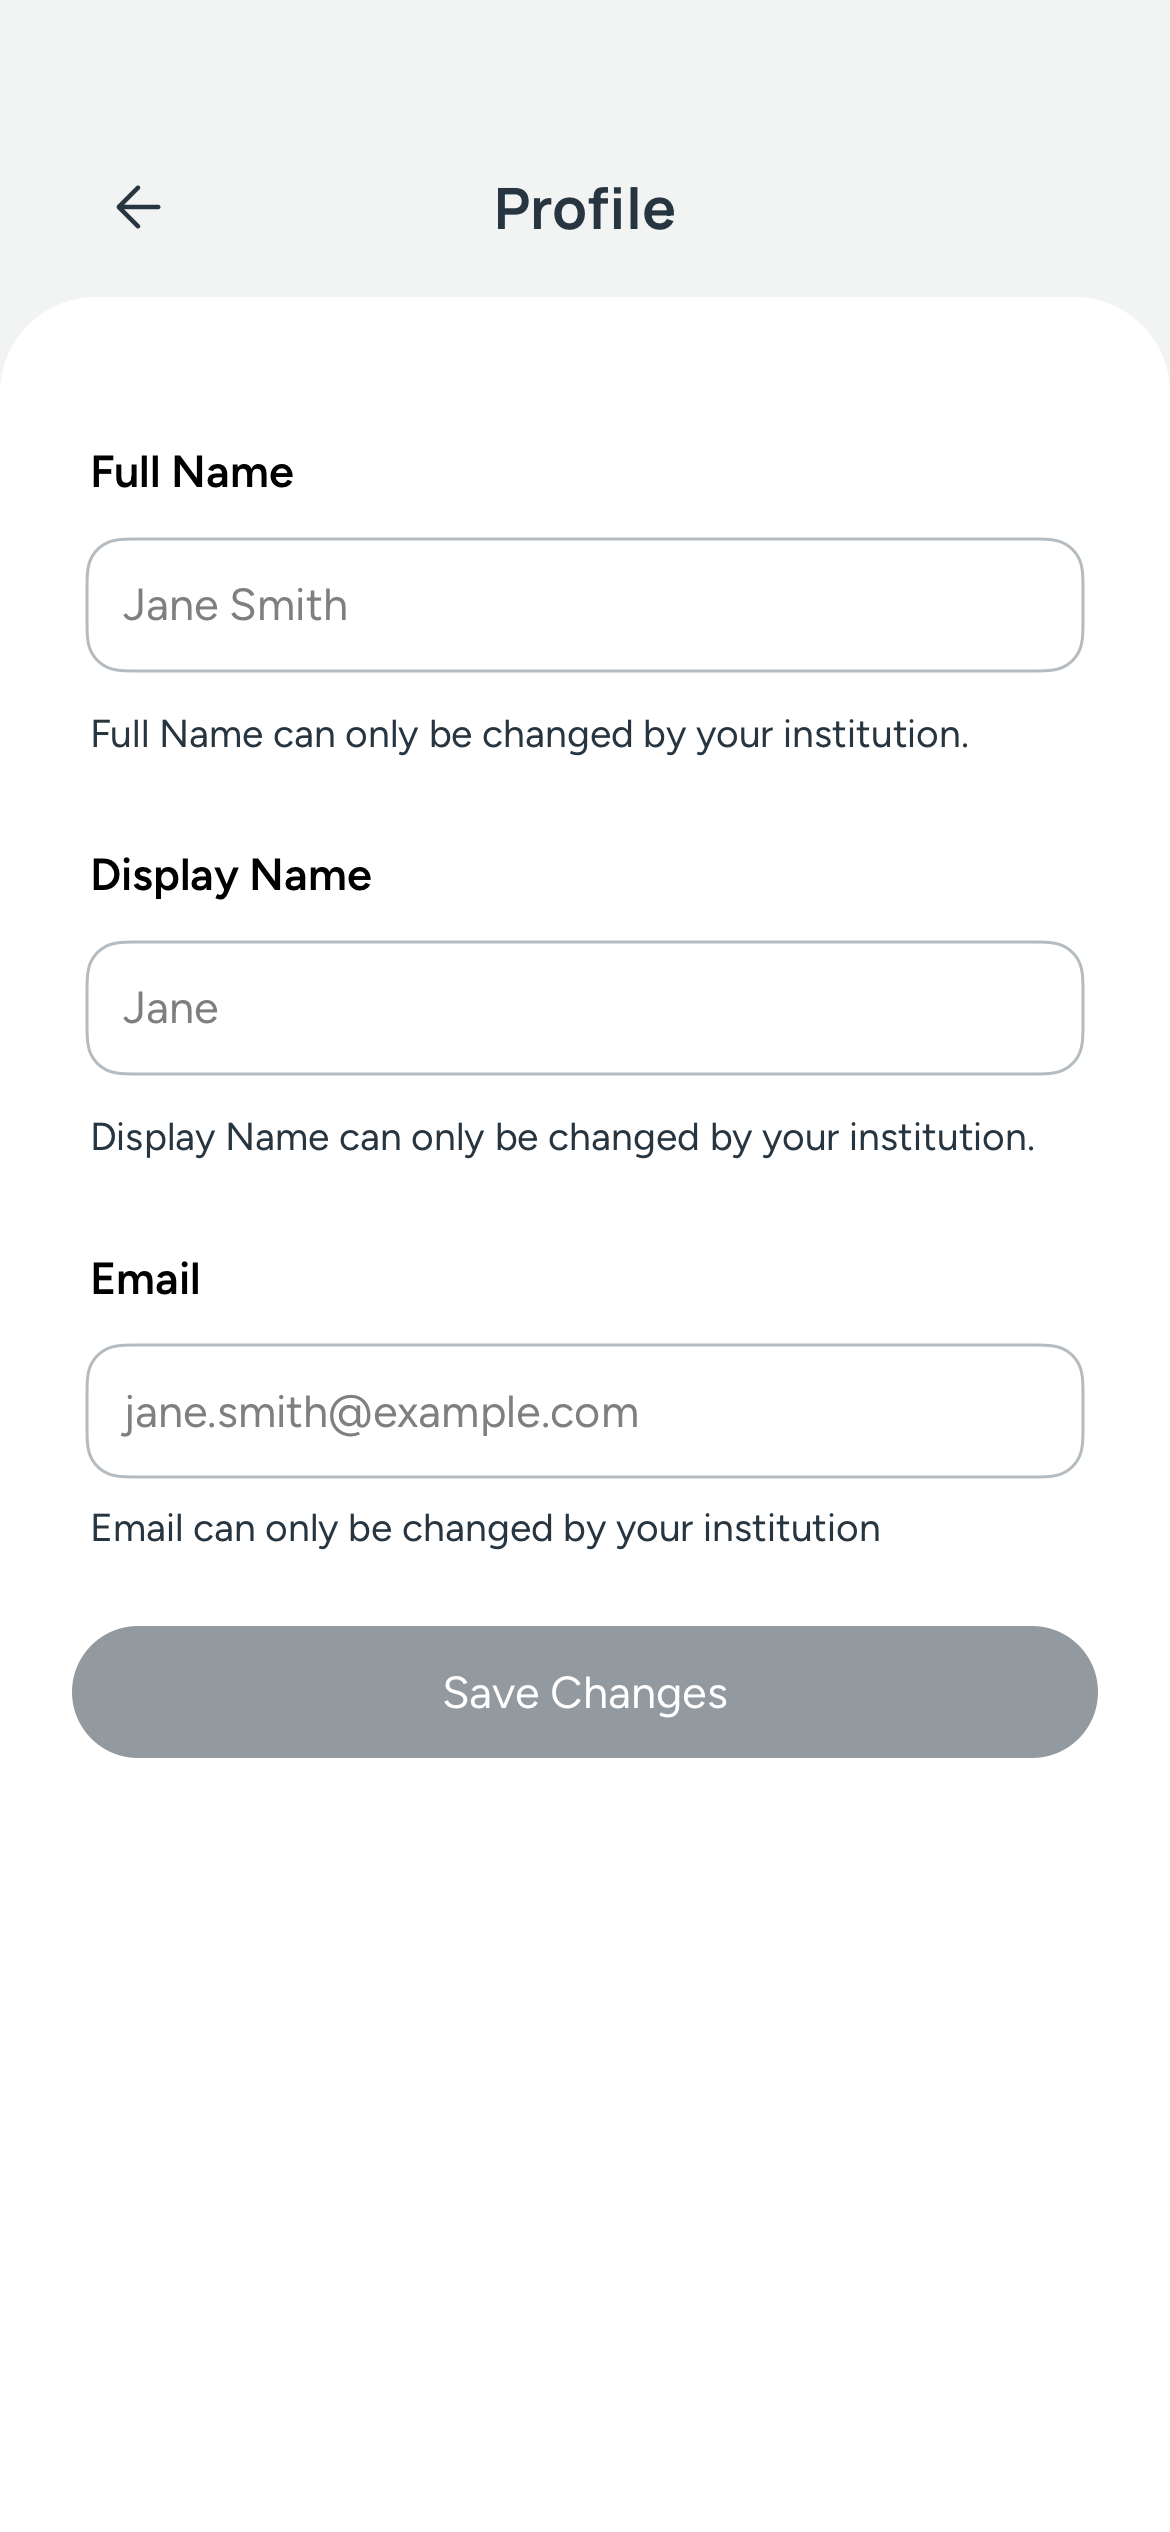 Profile
Full Name
Jane Smith
Full Name can only be changed by your institution.
Display Name
Jane
Display Name can only be changed by your institution.
Email
jane.smith@example.com
Email can only be changed by your institution
Save Changes